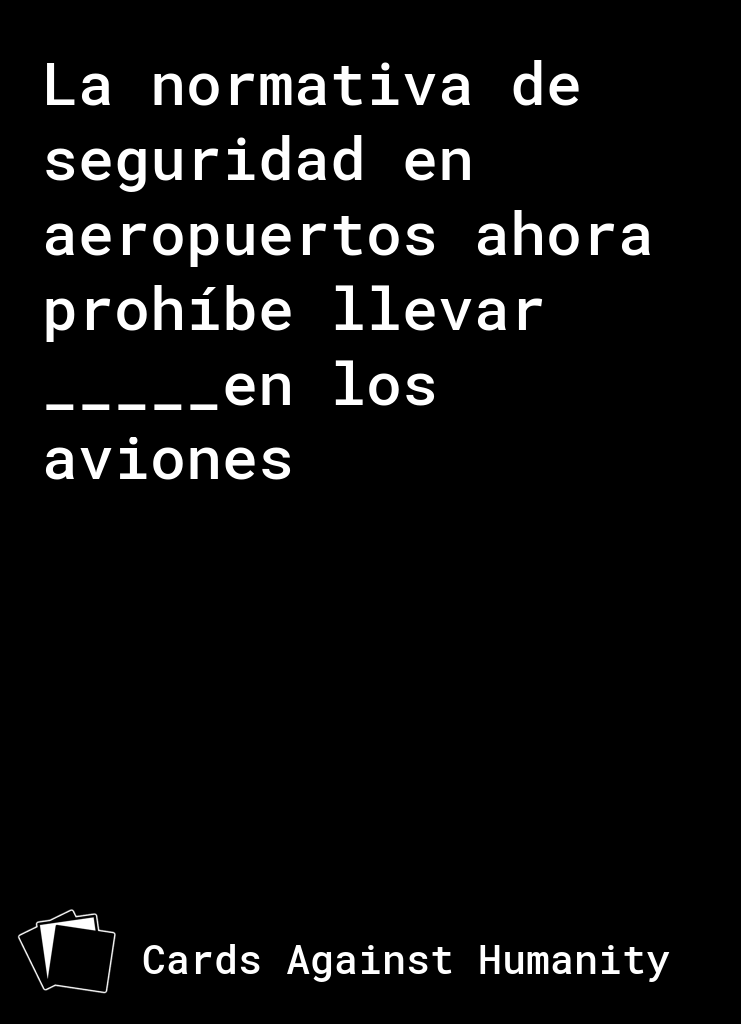 La normativa de
seguridad en
aeropuertos ahora
prohíbe llevar
_____en los
aviones
Cards Against Humanity